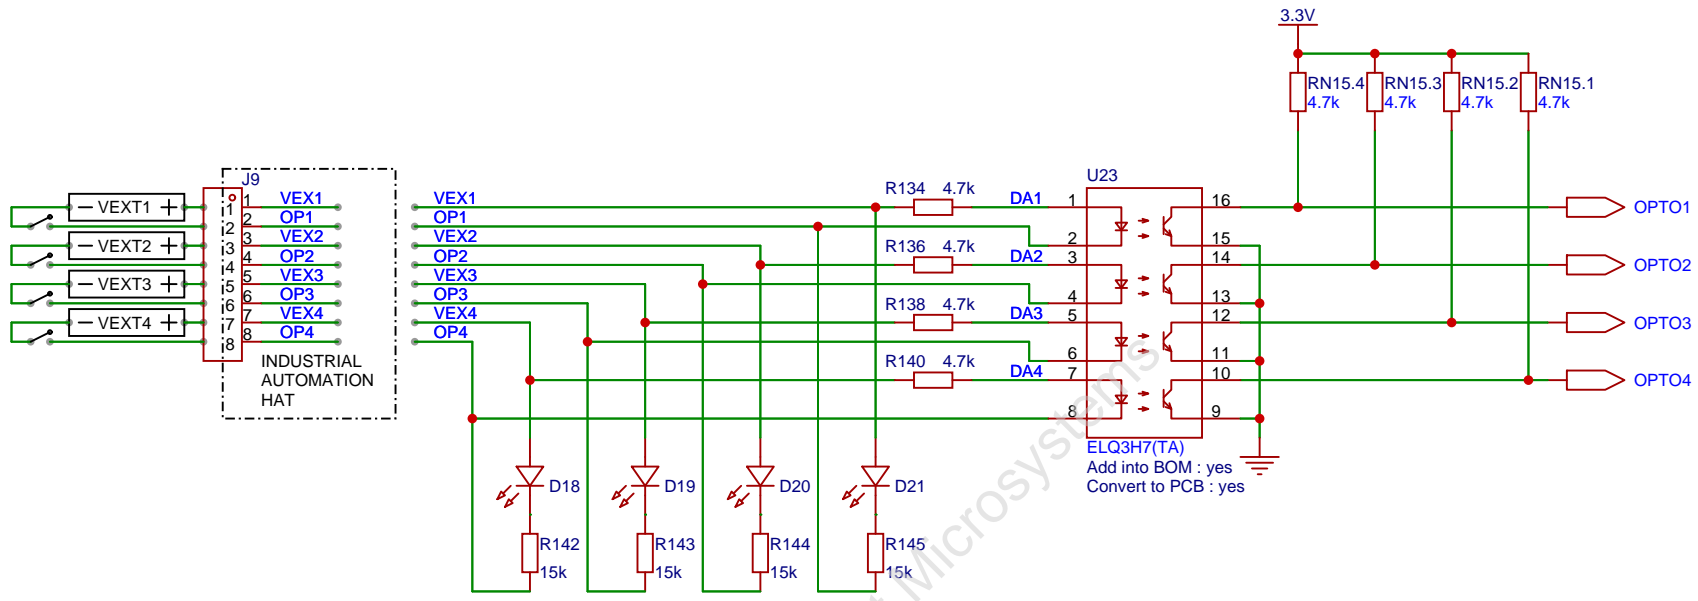 3.3V
RN15.4 RN15.3 RN15.2 RN15.1
4.7k 4.7k 4.7k 4.7k
J9
U23
− VEXT1 + 1 1 VEX1 VEX1 R134 4.7k DA1 1 16 OPTO1
2 2 OP1 OP1 2 15
− VEXT2 + 3 3 VEX2 VEX2 R136 4.7k DA2 3 14 OPTO2
4 4 OP2 OP2 4 13
− VEXT3 + 5 5 VEX3 VEX3 R138 4.7k DA3 5 12 OPTO3
6 6 OP3 OP3 6 11
− VEXT4 + 7 7 VEX4 VEX4 R140 4.7k DA4 7 10 OPTO4
8 8 OP4 OP4 8 9
INDUSTRIAL
AUTOMATION
HAT
ELQ3H7(TA)
Add into BOM : yes
Convert to PCB : yes
D18 D19 D20 D21
R142 R143 R144 R145
15k 15k 15k 15k
Microsystems